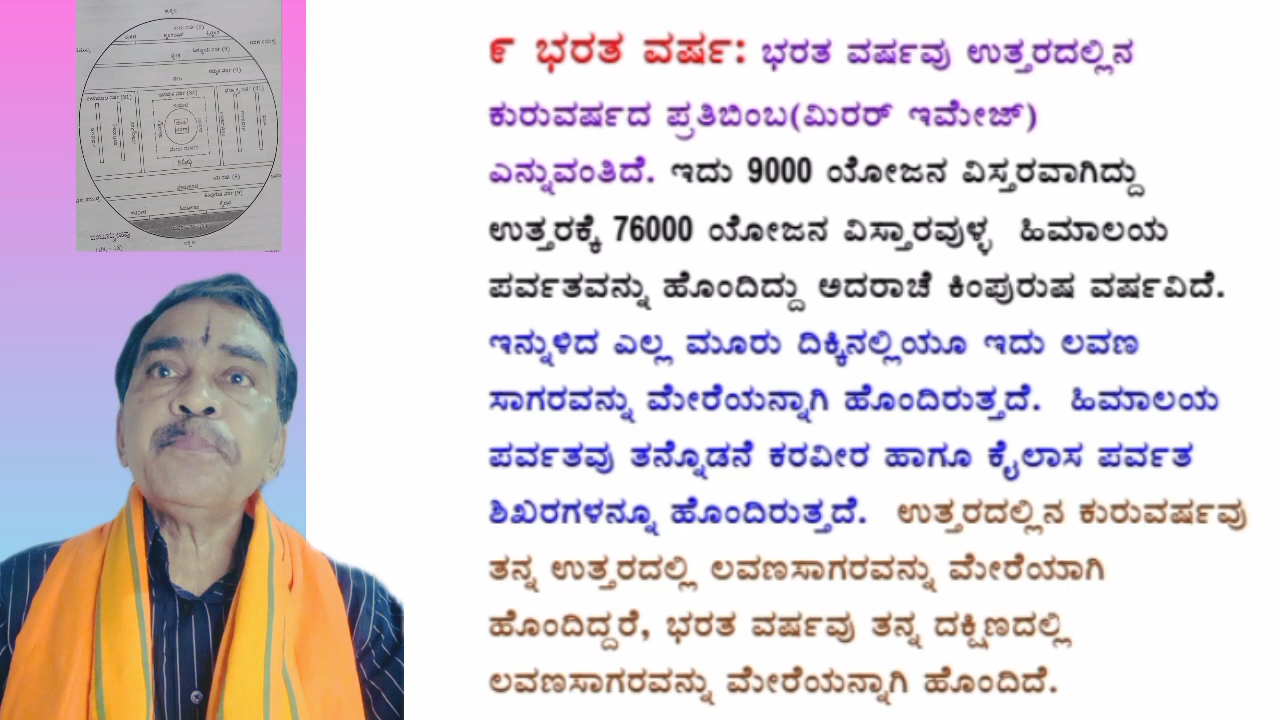 ೯ ಭರತ ವರ್ಷ: ಭರತ ವರ್ಷವು ಉತ್ತರದಲ್ಲಿನ
ಕುರುವರ್ಷದ ಪ್ರತಿಬಿಂಬ(ಮಿರರ್ ಇಮೇಜ್)
ಎನ್ನುವಂತಿದೆ. ಇದು 9000 ಯೋಜನ ವಿಸ್ತರವಾಗಿದ್ದು
ಉತ್ತರಕ್ಕೆ 76000 ಯೋಜನ ವಿಸ್ತಾರವುಳ್ಳ ಹಿಮಾಲಯ
ಪರ್ವತವನ್ನು ಹೊಂದಿದ್ದು ಅದರಾಚೆ ಕಿಂಪುರುಷ ವರ್ಷವಿದೆ.
ಇನ್ನುಳಿದ ಎಲ್ಲ ಮೂರು ದಿಕ್ಕಿನಲ್ಲಿಯೂ ಇದು ಲವಣ
ಸಾಗರವನ್ನು ಮೇರೆಯನ್ನಾಗಿ ಹೊಂದಿರುತ್ತದೆ. ಹಿಮಾಲಯ
ಪರ್ವತವು ತನ್ನೊಡನೆ ಕರವೀರ ಹಾಗೂ ಕೈಲಾಸ ಪರ್ವತ
ಶಿಖರಗಳನ್ನೂ ಹೊಂದಿರುತ್ತದೆ. ಉತ್ತರದಲ್ಲಿನ ಕುರುವರ್ಷವು
ತನ್ನ ಉತ್ತರದಲ್ಲಿ ಲವಣಸಾಗರವನ್ನು ಮೇರೆಯಾಗಿ
ಹೊಂದಿದ್ದರೆ, ಭರತ ವರ್ಷವು ತನ್ನ ದಕ್ಷಿಣದಲ್ಲಿ
ಲವಣಸಾಗರವನ್ನು ಮೇರೆಯನ್ನಾಗಿ ಹೊಂದಿದೆ.